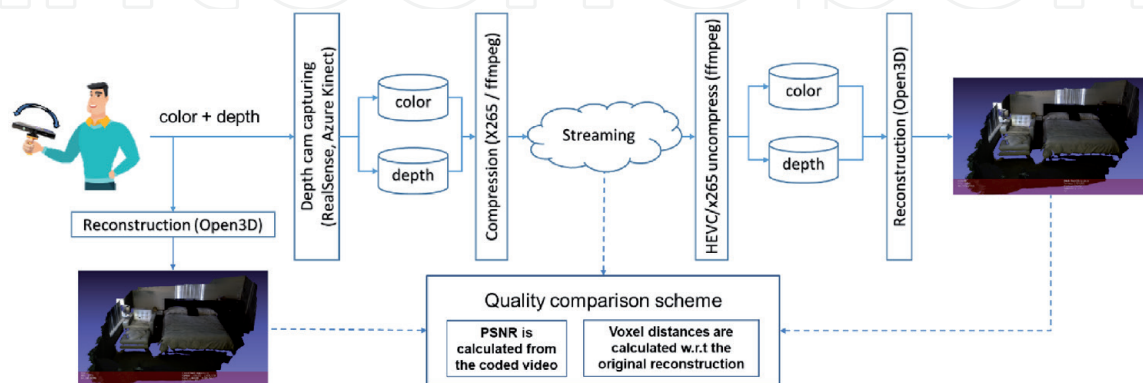 color + depth
Reconstruction (Open3D)
Depth cam capturing
(RealSense, Azure Kinect)
color
depth
Compression (X265 / ffmpeg)
Streaming
HEVC/x265 uncompress (ffmpeg)
color
depth
Reconstruction (Open3D)
Quality comparison scheme
PSNR is
calculated from
the coded video
Voxel distances are
calculated w.r.t the
original reconstruction